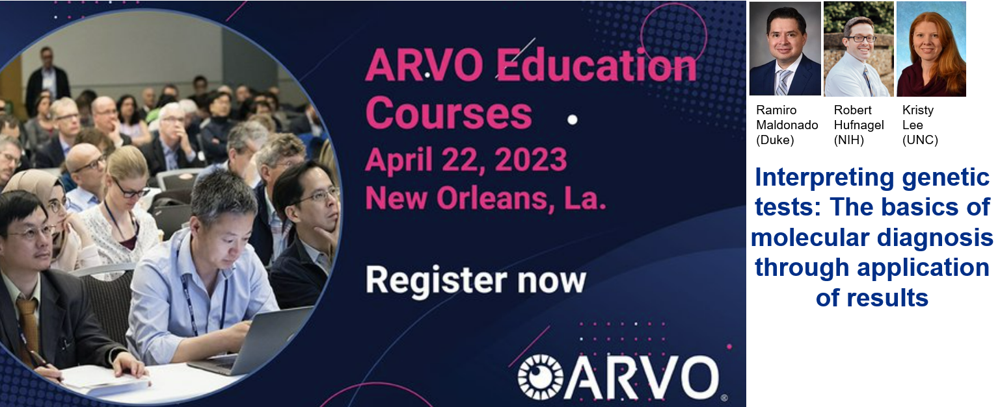 ARVO Education
Courses
April 22, 2023
New Orleans, La.
Register now
ARVO®
Ramiro
Maldonado
(Duke)
Robert
Hufnagel
(NIH)
Kristy
Lee
(UNC)
Interpreting genetic
tests: The basics of
molecular diagnosis
through application
of results